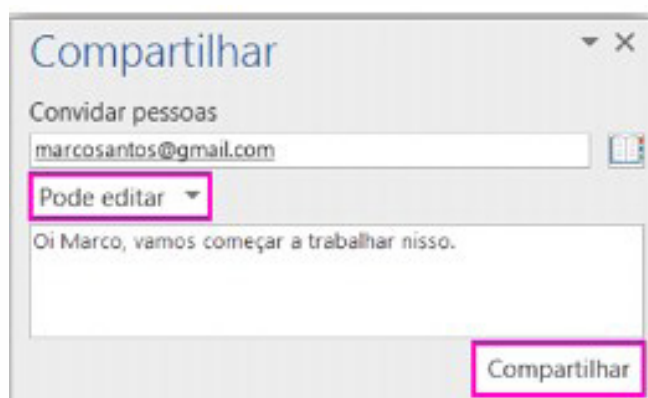 Compartilhar
Convidar pessoas
marcosantos@gmail.com
Pode editar
Oi Marco, vamos começar a trabalhar nisso.
Compartilhar